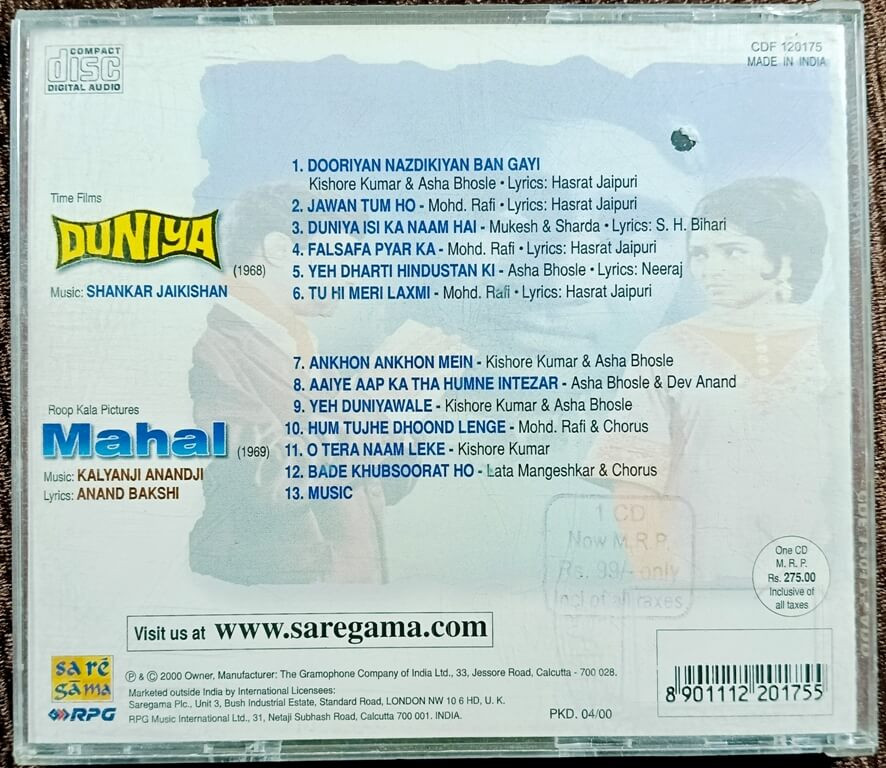 COMPACT
disc
DIGITAL AUDIO
CDF 120175
MADE IN INDIA
Time Films
DUNIYA
(1968)
Music: SHANKAR JAIKISHAN
1. DOORIYAN NAZDIKIYAN BAN GAYI
Kishore Kumar & Asha Bhosle • Lyrics: Hasrat Jaipuri
2. JAWAN TUM HO - Mohd. Rafi • Lyrics: Hasrat Jaipuri
3. DUNIYA ISI KA NAAM HAI - Mukesh & Sharda • Lyrics: S. H. Bihari
4. FALSAFA PYAR KA - Mohd. Rafi • Lyrics: Hasrat Jaipuri
5. YEH DHARTI HINDUSTAN KI - Asha Bhosle • Lyrics: Neeraj
6. TU HI MERI LAXMI - Mohd. Rafi • Lyrics: Hasrat Jaipuri
Roop Kala Pictures
Mahal
(1969)
Music: KALYANJI ANANDJI
Lyrics: ANAND BAKSHI
7. ANKHON ANKHON MEIN - Kishore Kumar & Asha Bhosle
8. AAIYE AAP KA THA HUMNE INTEZAR - Asha Bhosle & Dev Anand
9. YEH DUNIYAWALE - Kishore Kumar & Asha Bhosle
10. HUM TUJHE DHOOND LENGE - Mohd. Rafi & Chorus
11. O TERA NAAM LEKE - Kishore Kumar
12. BADE KHUBSOORAT HO - Lata Mangeshkar & Chorus
13. MUSIC
1 CD
Now M.R.P.
Rs. 99/- only
Incl of all taxes
One CD
M. R. P.
Rs. 275.00
Inclusive of
all taxes
Visit us at www.saregama.com
sa rē
gā ma
RPG
℗ & © 2000 Owner, Manufacturer: The Gramophone Company of India Ltd., 33, Jessore Road, Calcutta - 700 028.
Marketed outside India by International Licensees:
Saregama Plc., Unit 3, Bush Industrial Estate, Standard Road, LONDON NW 10 6 HD, U. K.
RPG Music International Ltd., 31, Netaji Subhash Road, Calcutta 700 001. INDIA.
PKD. 04/00
8 901112 201755